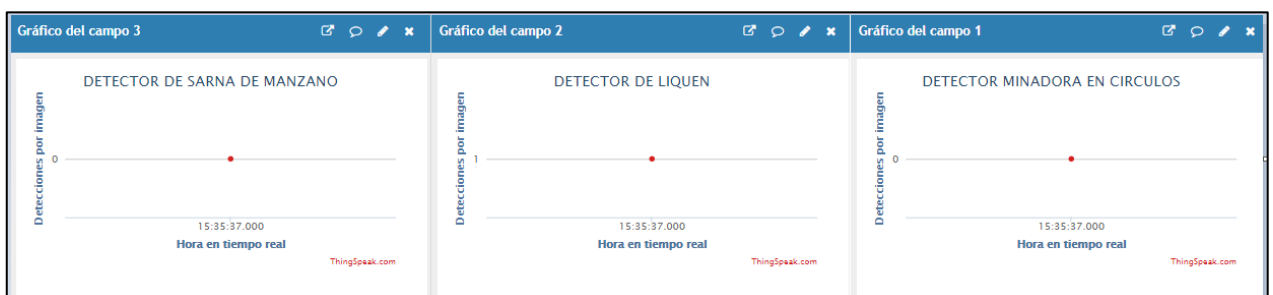 Gráfico del campo 3
DETECTOR DE SARNA DE MANZANO
Detecciones por imagen
0
15:35:37.000
Hora en tiempo real
ThingSpeak.com
Gráfico del campo 2
DETECTOR DE LIQUEN
Detecciones por imagen
1
15:35:37.000
Hora en tiempo real
ThingSpeak.com
Gráfico del campo 1
DETECTOR MINADORA EN CIRCULOS
Detecciones por imagen
0
15:35:37.000
Hora en tiempo real
ThingSpeak.com